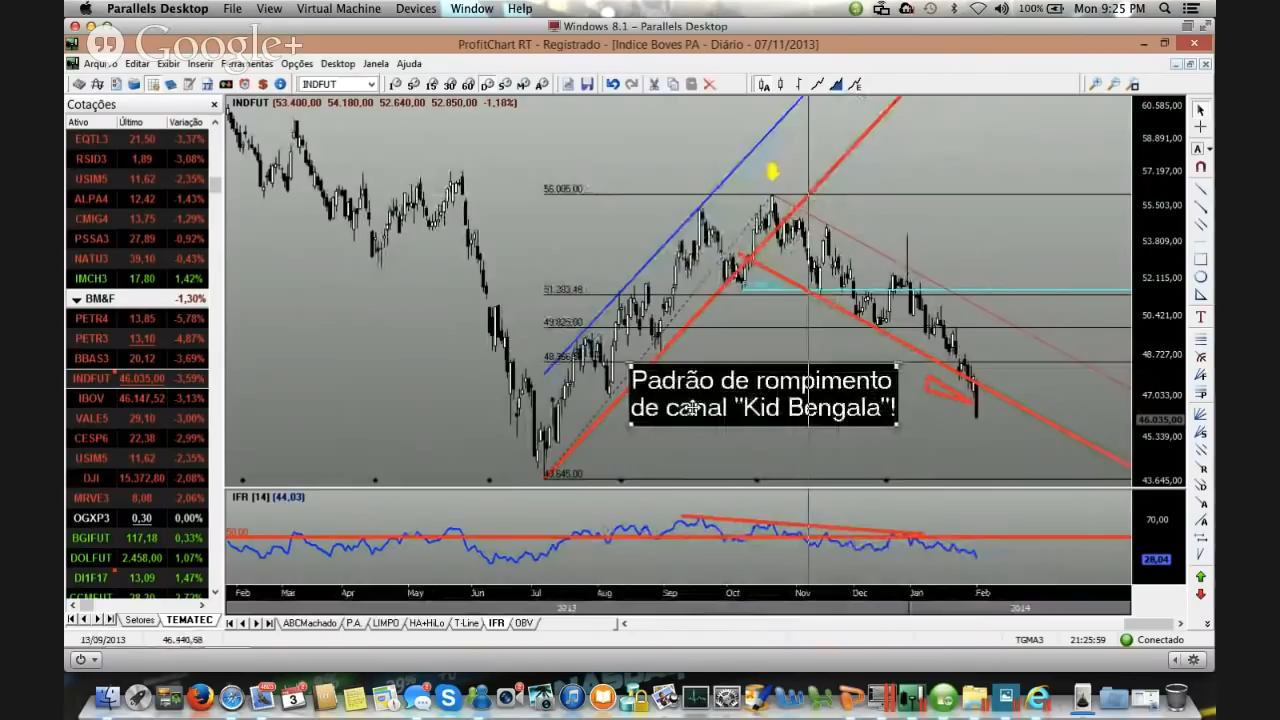 Parallels Desktop File Edit View Virtual Machine Devices Window Help
100% Mon 9:25 PM
Windows 8.1 - Parallels Desktop
Google+
ProfitChart RT - Registrado - [Indice Boves PA - Diário - 07/11/2013]
Arquivo Editar Exibir Inserir Ferramentas Opções Desktop Janela Ajuda
INDFUT
Cotações
Ativo Último Variação
EQTL3 21,50 -3,37%
RSID3 1,89 -3,08%
USIM5 11,62 -2,35%
ALPA4 12,42 -1,43%
CMIG4 13,75 -1,29%
PSSA3 27,89 -0,92%
NATU3 39,10 -0,43%
IMCH3 17,80 1,42%
BM&F -1,30%
PETR4 13,85 -5,78%
PETR3 13,10 -4,87%
BBAS3 20,12 -3,69%
INDFUT 46.035,00 -3,59%
IBOV 46.147,52 -3,13%
VALE5 29,10 -3,00%
CESP6 22,38 -2,99%
USIM5 11,62 -2,35%
DJI 15.372,80 -2,08%
MRVE3 8,08 -2,06%
OGXP3 0,30 0,00%
BGIFUT 117,18 0,33%
DOLFUT 2.458,00 1,07%
DI1F17 13,09 1,47%
Setores TEMATEC
INDFUT (53.400,00 54.180,00 52.640,00 52.850,00 -1,18%)
56.005,00
51.283,48
49.825,00
43.645,00
Padrão de rompimento
de canal "Kid Bengala"!
60.585,00
58.891,00
57.197,00
55.503,00
53.809,00
52.115,00
50.421,00
48.727,00
47.033,00
46.035,00
45.339,00
43.645,00
IFR [14] (44,03)
50,00
70,00
28,04
Feb Mar Apr May Jun Jul Aug Sep Oct Nov Dec Jan Feb
2013 2014
ABCMachado P.A. LIMPO HA+HiLo T-Line IFR OBV
13/09/2013 46.440,68 TGMA3 21:25:59 Conectado